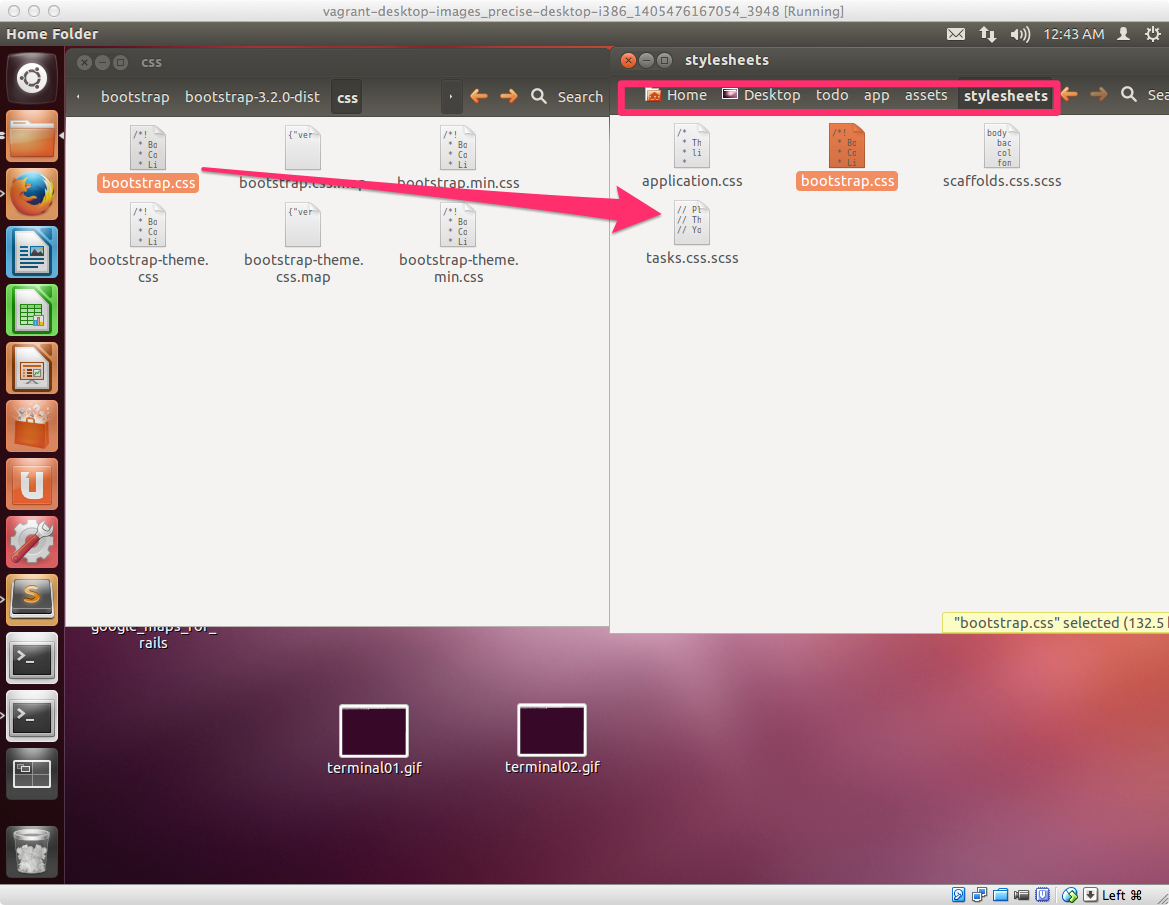 vagrant-desktop-images_precise-desktop-i386_1405476167054_3948 [Running]
Home Folder
12:43 AM
css
bootstrap bootstrap-3.2.0-dist css
Search
/*!
* Bo
* Co
* Li
bootstrap.css
{"ver
bootstrap.css.map
/*!
* Bo
* Co
* Li
bootstrap.min.css
/*!
* Bo
* Co
* Li
bootstrap-theme.
css
{"ver
bootstrap-theme.
css.map
/*!
* Bo
* Co
* Li
bootstrap-theme.
min.css
stylesheets
Home Desktop todo app assets stylesheets
Sea
/*
* Th
* li
*
application.css
/*!
* Bo
* Co
* Li
bootstrap.css
body
bac
col
fon
scaffolds.css.scss
// Pl
// Th
// Yo
tasks.css.scss
"bootstrap.css" selected (132.5
google_maps_for_
rails
terminal01.gif
terminal02.gif
Left ⌘